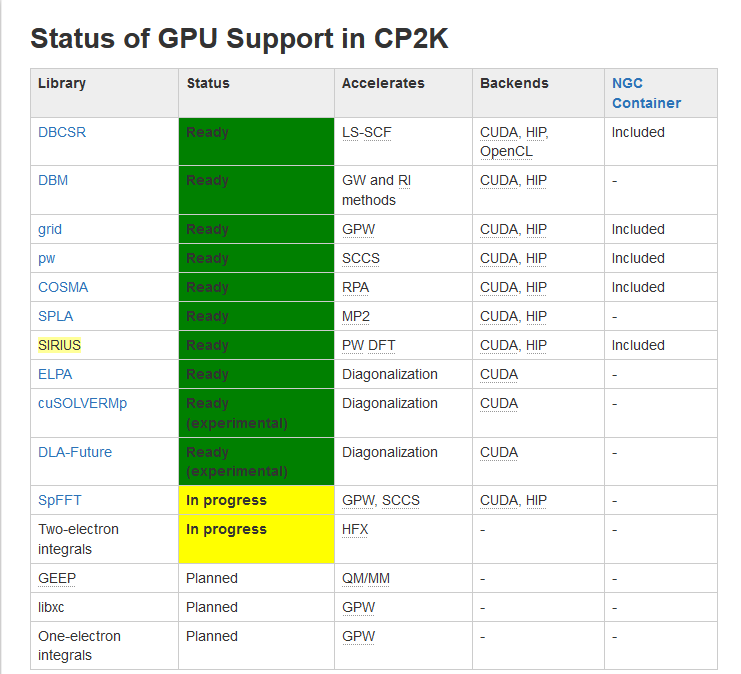 Status of GPU Support in CP2K
Library Status Accelerates Backends NGC
Container
DBCSR Ready LS-SCF CUDA, HIP, Included
OpenCL
DBM Ready GW and RI CUDA, HIP -
methods
grid Ready GPW CUDA, HIP Included
pw Ready SCCS CUDA, HIP Included
COSMA Ready RPA CUDA, HIP Included
SPLA Ready MP2 CUDA, HIP -
SIRIUS Ready PW DFT CUDA, HIP Included
ELPA Ready Diagonalization CUDA -
cuSOLVERMp Ready Diagonalization CUDA -
(experimental)
DLA-Future Ready Diagonalization CUDA -
(experimental)
SpFFT In progress GPW, SCCS CUDA, HIP -
Two-electron In progress HFX - -
integrals
GEEP Planned QM/MM - -
libxc Planned GPW - -
One-electron Planned GPW - -
integrals